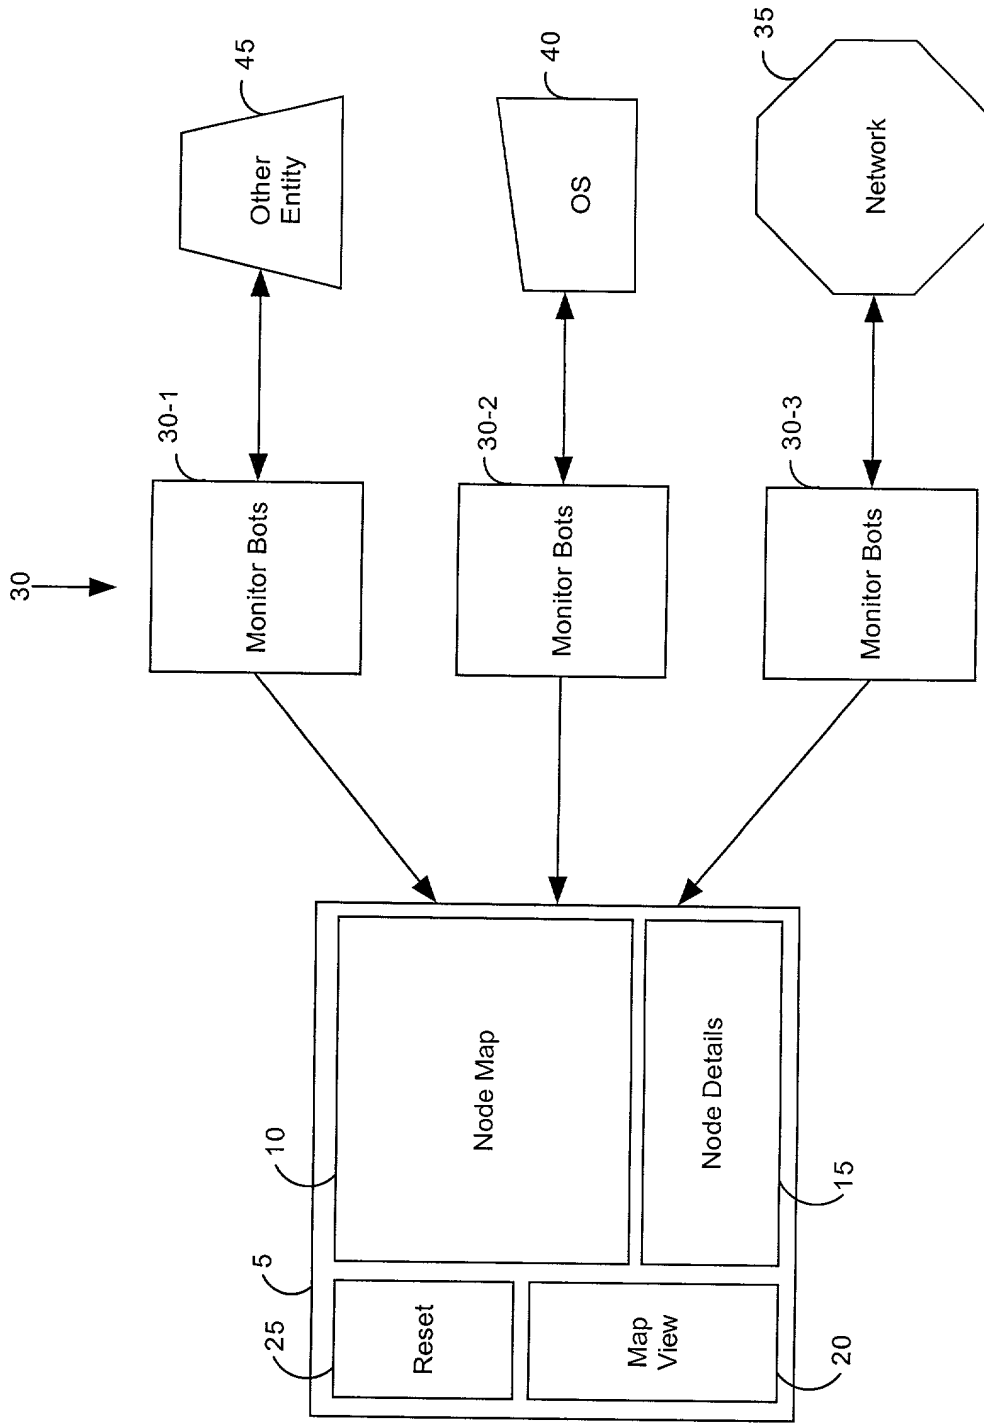 30
30-1
45
5
25
10
Monitor Bots
Other
Entity
Reset
Node Map
30-2
40
Monitor Bots
OS
Map
View
Node Details
30-3
35
20
15
Monitor Bots
Network